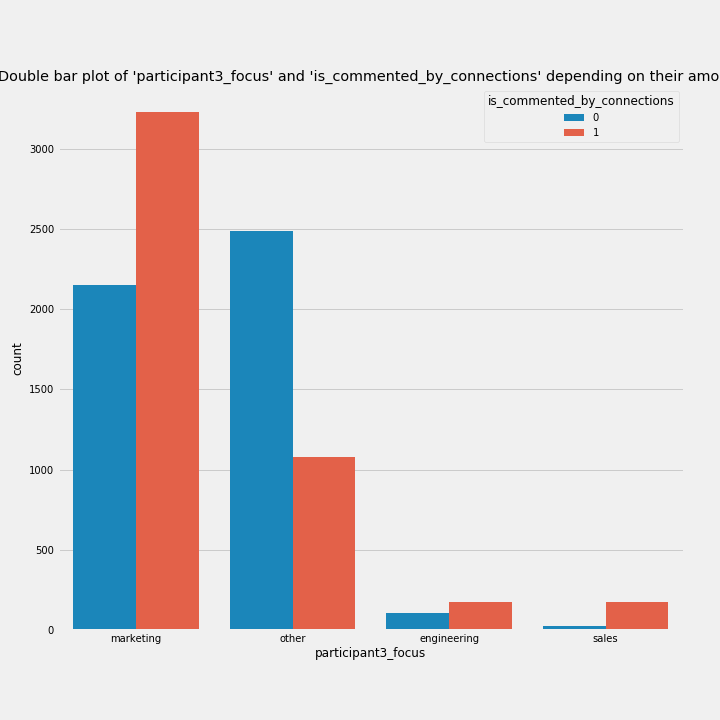 Double bar plot of 'participant3_focus' and 'is_commented_by_connections' depending on their amo
is_commented_by_connections
0
1
3000
2500
2000
1500
1000
500
0
count
marketing other engineering sales
participant3_focus